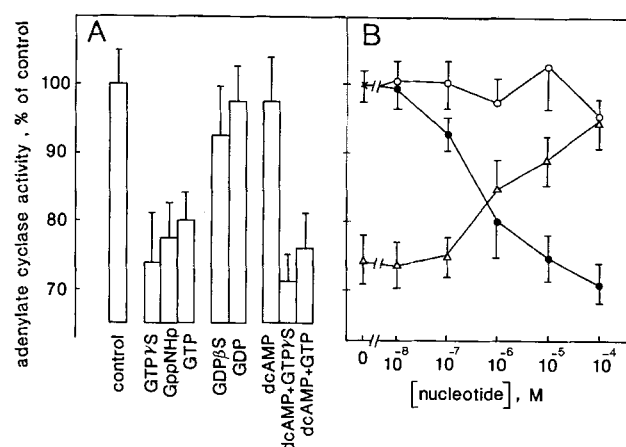 A
B
adenylate cyclase activity, % of control
100
90
80
70
control
GTPγS
GppNHp
GTP
GDPβS
GDP
dcAMP
dcAMP+GTPγS
dcAMP+GTP
0 10⁻⁸ 10⁻⁷ 10⁻⁶ 10⁻⁵ 10⁻⁴
[nucleotide], M